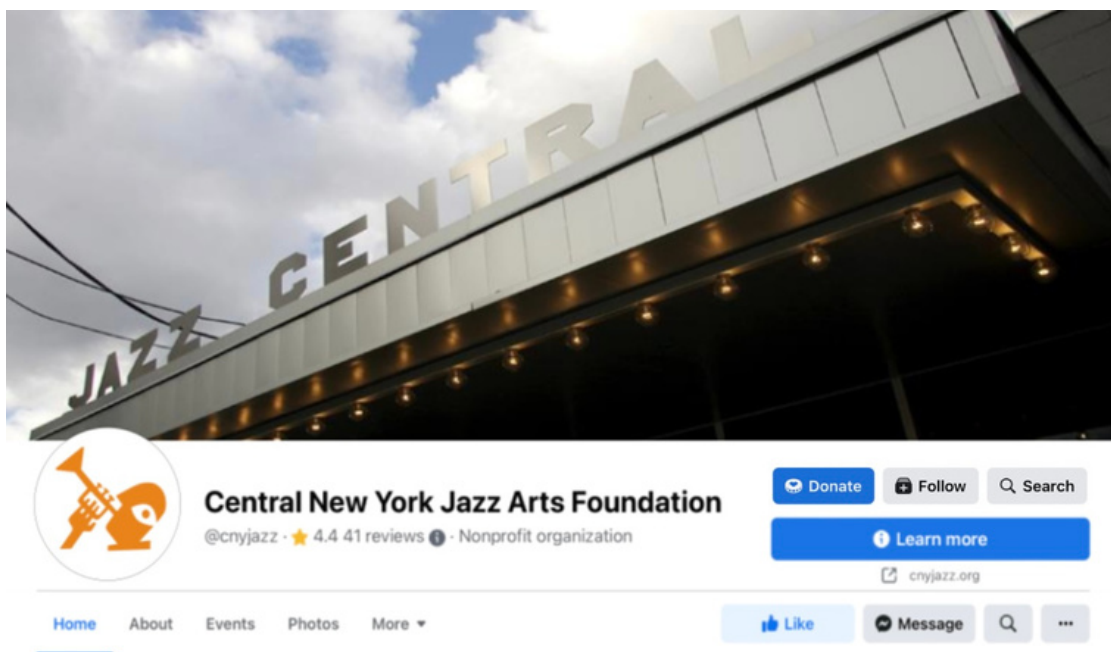 JAZZ CENTRAL
Central New York Jazz Arts Foundation
@cnyjazz · 4.4 41 reviews · Nonprofit organization
Donate
Follow
Search
Learn more
cnyjazz.org
Home
About
Events
Photos
More
Like
Message